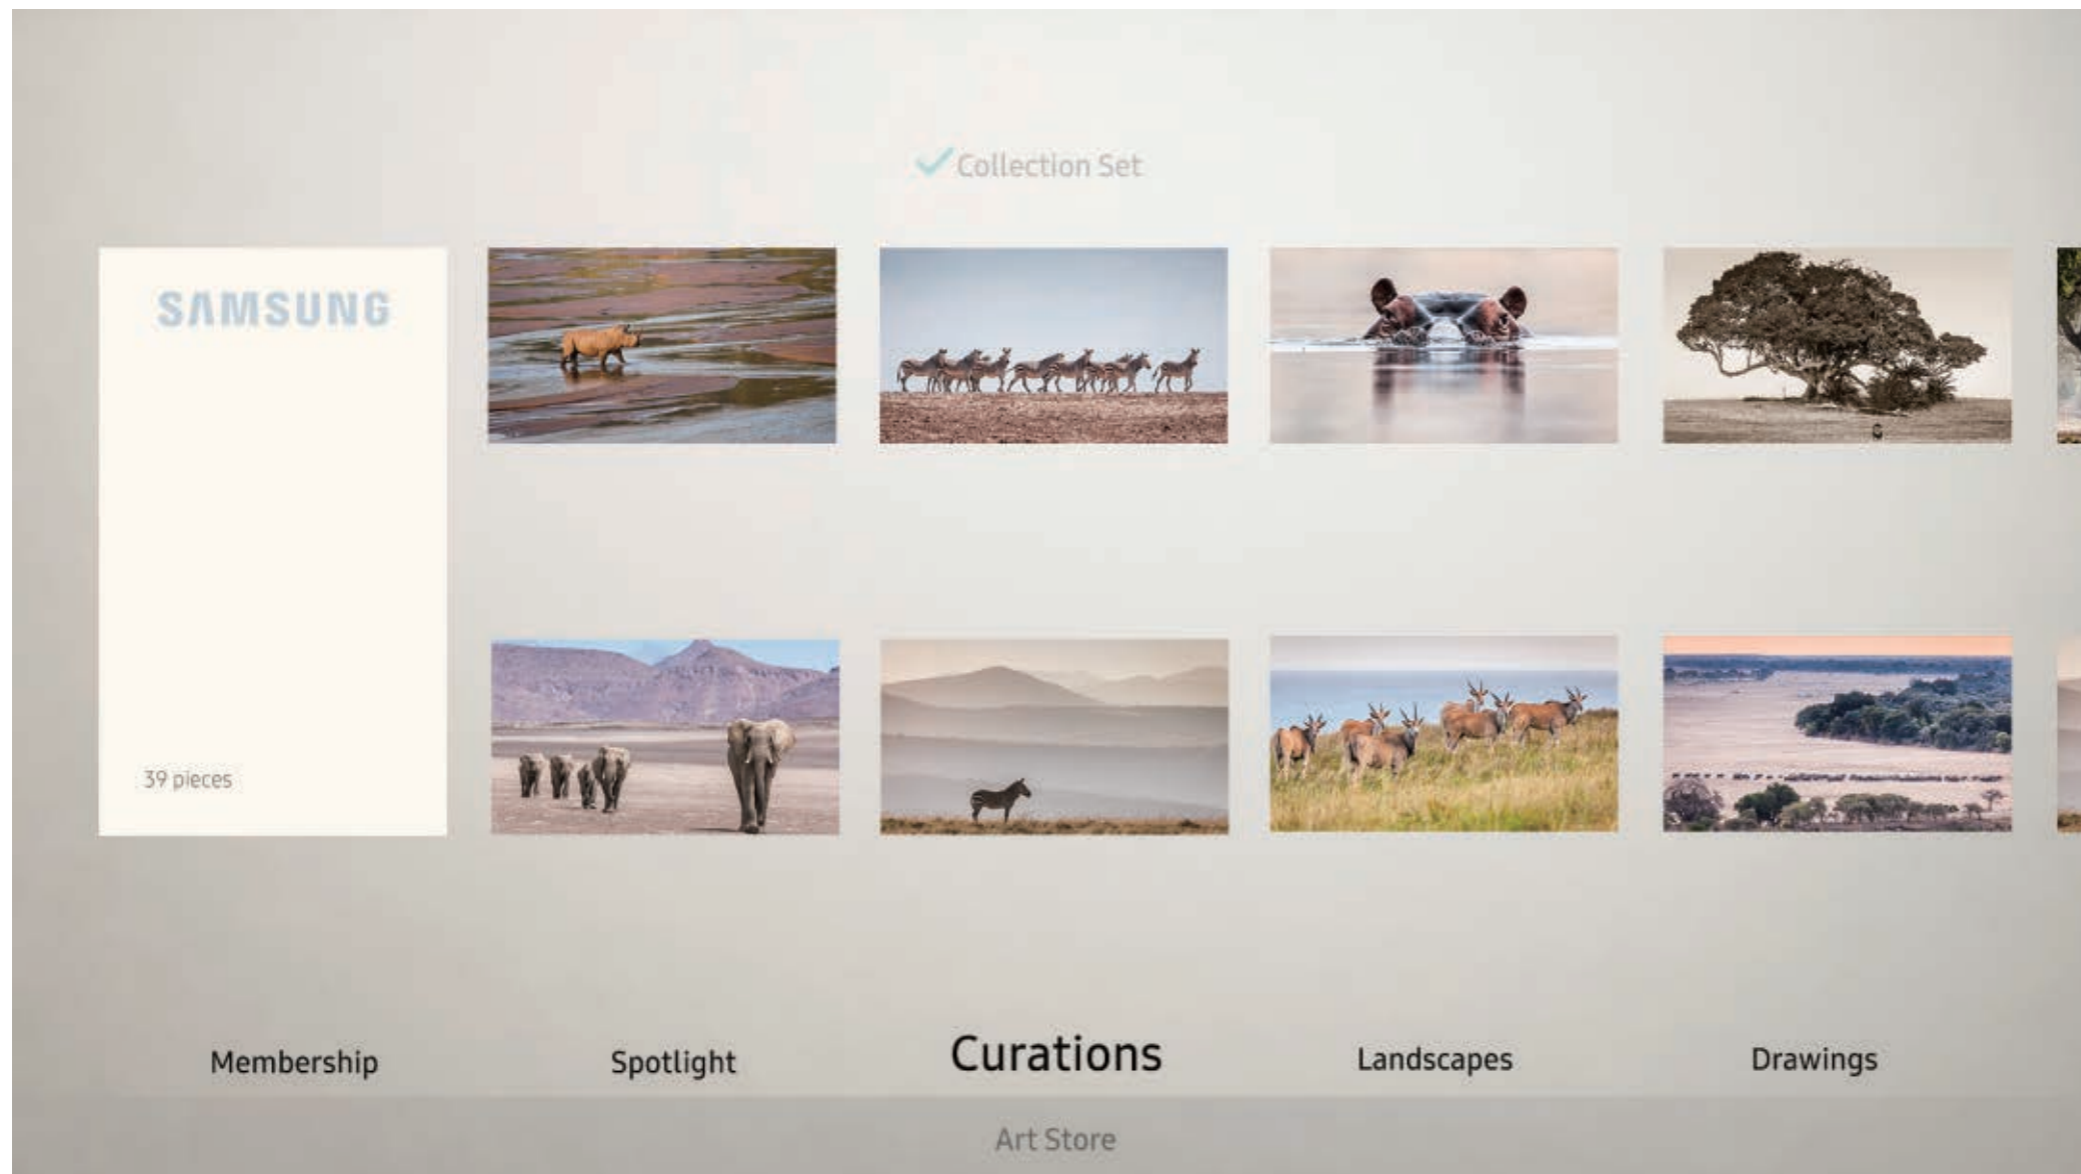 Collection Set
SAMSUNG
39 pieces
Membership
Spotlight
Curations
Landscapes
Drawings
Art Store